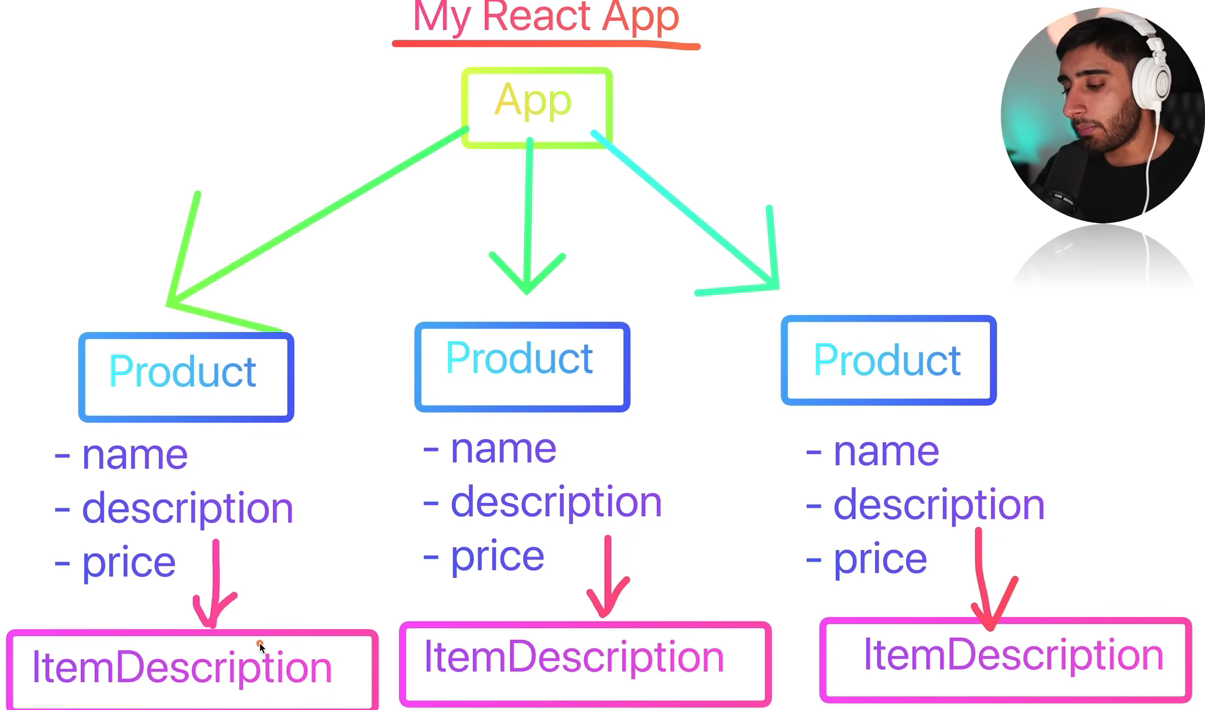 My React App
App
Product
- name
- description
- price
ItemDescription
Product
- name
- description
- price
ItemDescription
Product
- name
- description
- price
ItemDescription